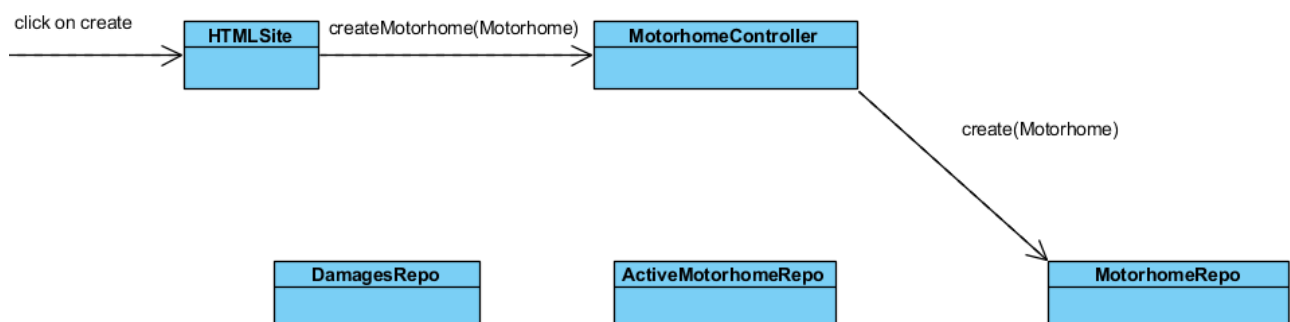 click on create
HTMLSite
createMotorhome(Motorhome)
MotorhomeController
create(Motorhome)
DamagesRepo
ActiveMotorhomeRepo
MotorhomeRepo